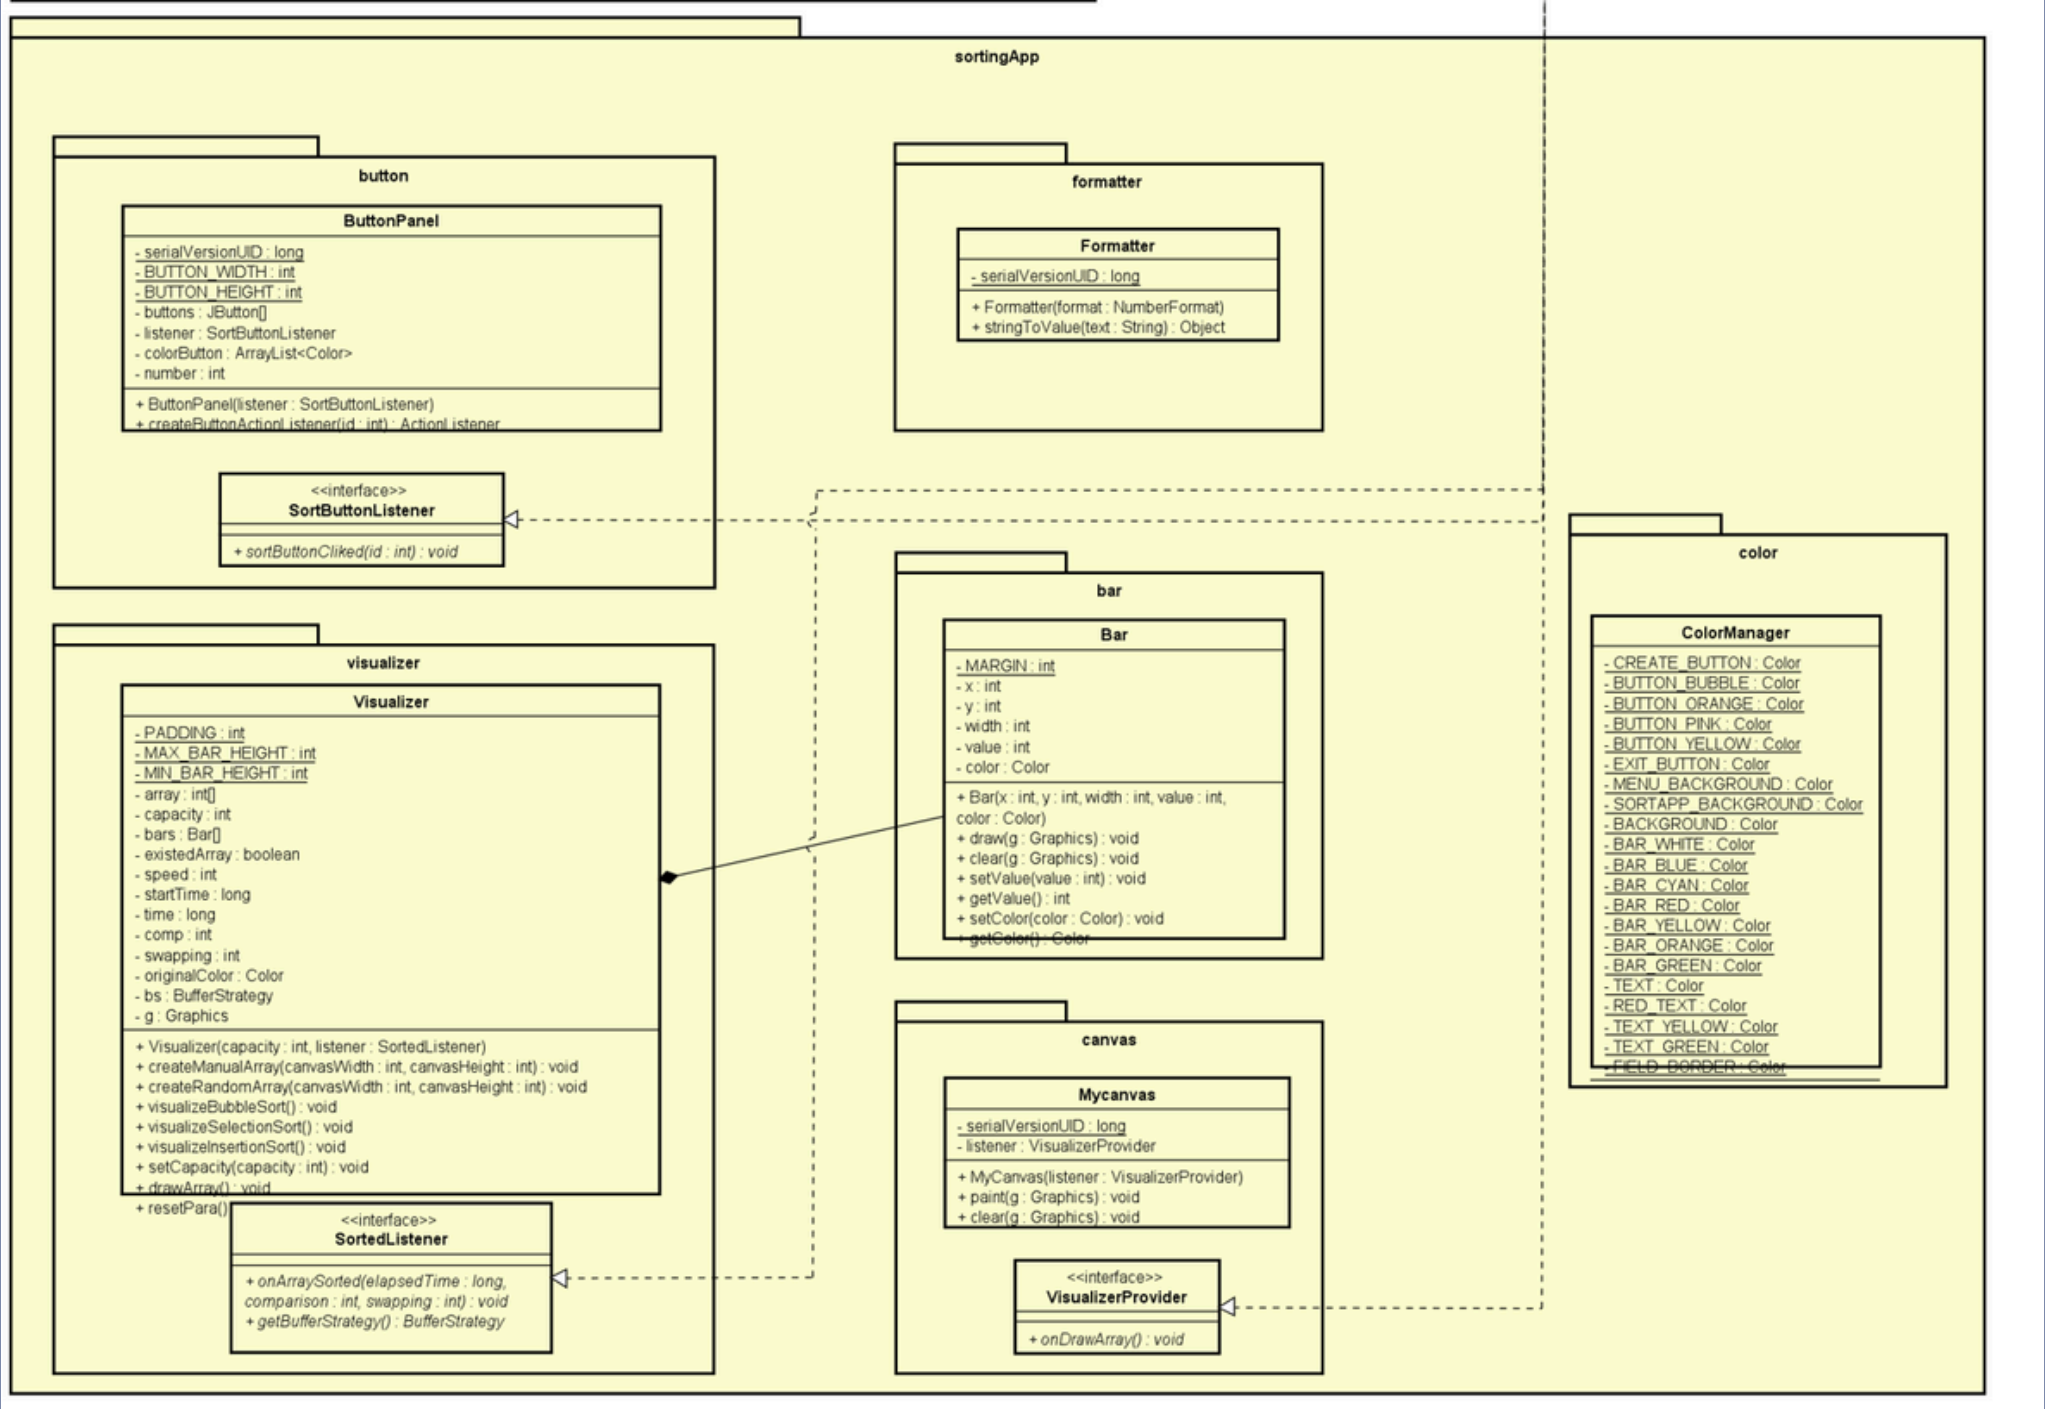 sortingApp
button
ButtonPanel
- serialVersionUID : long
- BUTTON_WIDTH : int
- BUTTON_HEIGHT : int
- buttons : JButton[]
- listener : SortButtonListener
- colorButton : ArrayList<Color>
- number : int
+ ButtonPanel(listener : SortButtonListener)
+ createButtonActionListener(id : int) : ActionListener
<<interface>>
SortButtonListener
+ sortButtonCliked(id : int) : void
formatter
Formatter
- serialVersionUID : long
+ Formatter(format : NumberFormat)
+ stringToValue(text : String) : Object
visualizer
Visualizer
- PADDING : int
- MAX_BAR_HEIGHT : int
- MIN_BAR_HEIGHT : int
- array : int[]
- capacity : int
- bars : Bar[]
- existedArray : boolean
- speed : int
- startTime : long
- time : long
- comp : int
- swapping : int
- originalColor : Color
- bs : BufferStrategy
- g : Graphics
+ Visualizer(capacity : int, listener : SortedListener)
+ createManualArray(canvasWidth : int, canvasHeight : int) : void
+ createRandomArray(canvasWidth : int, canvasHeight : int) : void
+ visualizeBubbleSort() : void
+ visualizeSelectionSort() : void
+ visualizeInsertionSort() : void
+ setCapacity(capacity : int) : void
+ drawArray() : void
+ resetPara()
<<interface>>
SortedListener
+ onArraySorted(elapsedTime : long,
comparison : int, swapping : int) : void
+ getBufferStrategy() : BufferStrategy
bar
Bar
- MARGIN : int
- x : int
- y : int
- width : int
- value : int
- color : Color
+ Bar(x : int, y : int, width : int, value : int,
color : Color)
+ draw(g : Graphics) : void
+ clear(g : Graphics) : void
+ setValue(value : int) : void
+ getValue() : int
+ setColor(color : Color) : void
+ getColor() : Color
canvas
Mycanvas
- serialVersionUID : long
- listener : VisualizerProvider
+ MyCanvas(listener : VisualizerProvider)
+ paint(g : Graphics) : void
+ clear(g : Graphics) : void
<<interface>>
VisualizerProvider
+ onDrawArray() : void
color
ColorManager
- CREATE_BUTTON : Color
- BUTTON_BUBBLE : Color
- BUTTON_ORANGE : Color
- BUTTON_PINK : Color
- BUTTON_YELLOW : Color
- EXIT_BUTTON : Color
- MENU_BACKGROUND : Color
- SORTAPP_BACKGROUND : Color
- BACKGROUND : Color
- BAR_WHITE : Color
- BAR_BLUE : Color
- BAR_CYAN : Color
- BAR_RED : Color
- BAR_YELLOW : Color
- BAR_ORANGE : Color
- BAR_GREEN : Color
- TEXT : Color
- RED_TEXT : Color
- TEXT_YELLOW : Color
- TEXT_GREEN : Color
- FIELD_BORDER : Color